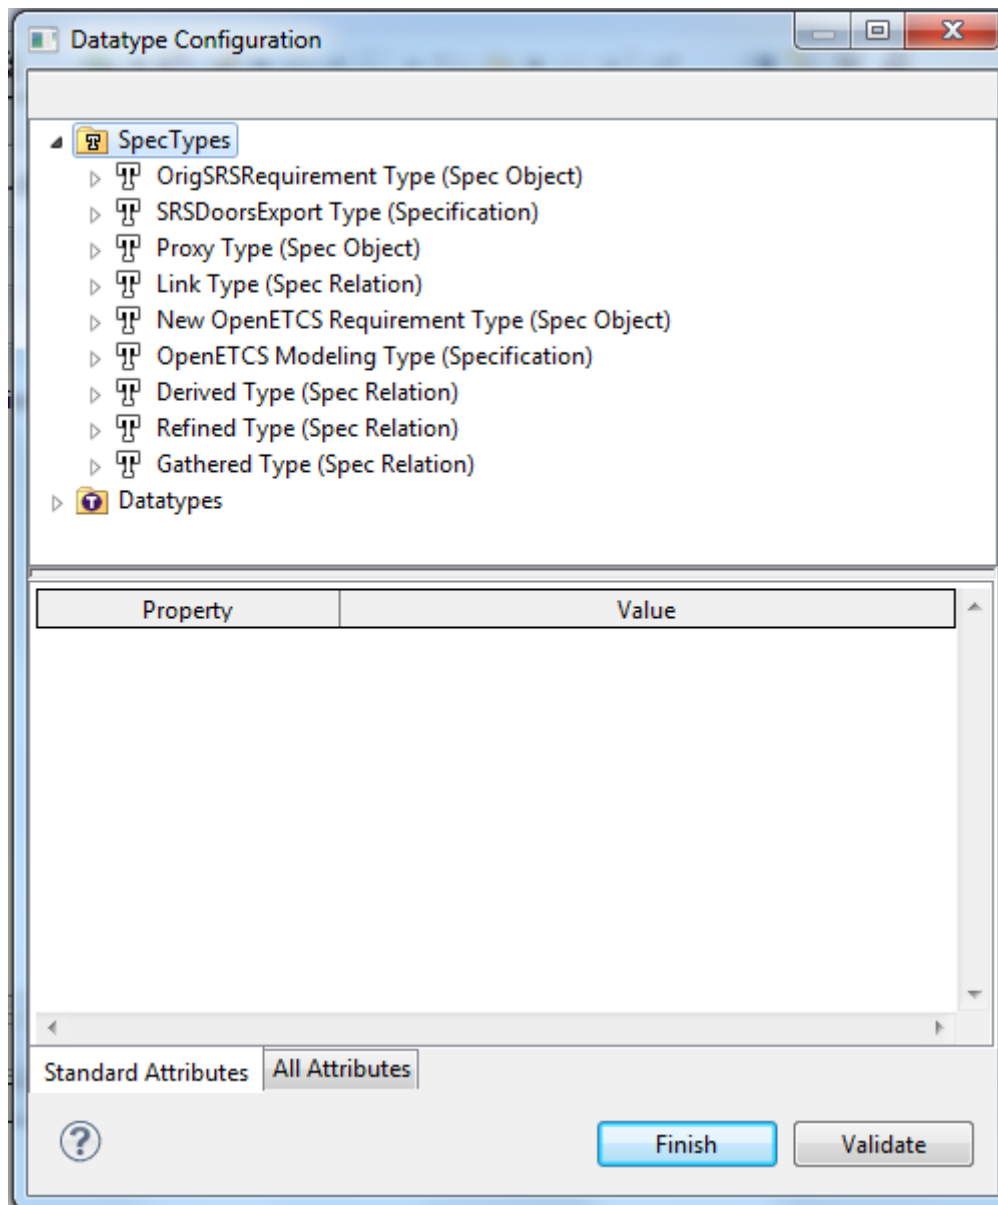 Datatype Configuration
SpecTypes
OrigSRSRequirement Type (Spec Object)
SRSDoorsExport Type (Specification)
Proxy Type (Spec Object)
Link Type (Spec Relation)
New OpenETCS Requirement Type (Spec Object)
OpenETCS Modeling Type (Specification)
Derived Type (Spec Relation)
Refined Type (Spec Relation)
Gathered Type (Spec Relation)
Datatypes
Property Value
Standard Attributes All Attributes
Finish Validate